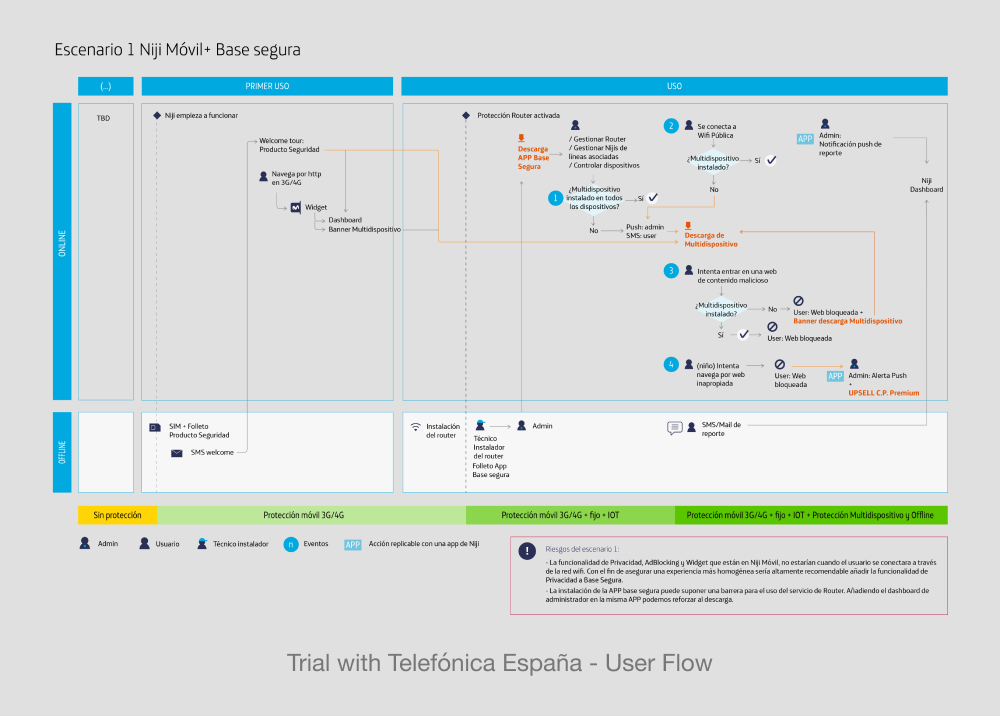 Escenario 1 Niji Móvil+ Base segura
(...)
PRIMER USO
USO
ONLINE
TBD
Niji empieza a funcionar
Welcome tour:
Producto Seguridad
Navega por http
en 3G/4G
Widget
Dashboard
Banner Multidispositivo
Protección Router activada
Descarga
APP Base
Segura
/ Gestionar Router
/ Gestionar Nijis de
líneas asociadas
/ Controlar dispositivos
1
¿Multidispositivo
instalado en todos
los dispositivos?
Sí
No
Push: admin
SMS: user
2
Se conecta a
Wifi Pública
¿Multidispositivo
instalado?
Sí
No
Descarga de
Multidispositivo
APP
Admin:
Notificación push de
reporte
Niji
Dashboard
3
Intenta entrar en una web
de contenido malicioso
¿Multidispositivo
instalado?
No
User: Web bloqueada +
Banner descarga Multidispositivo
Sí
User: Web bloqueada
4
(niño) Intenta
navega por web
inapropiada
User: Web
bloqueada
APP
Admin: Alerta Push
+
UPSELL C.P. Premium
OFFLINE
SIM + Folleto
Producto Seguridad
SMS welcome
Instalación
del router
Técnico
Instalador
del router
Folleto App
Base segura
Admin
SMS/Mail de
reporte
Sin protección
Protección móvil 3G/4G
Protección móvil 3G/4G + fijo + IOT
Protección móvil 3G/4G + fijo + IOT + Protección Multidispositivo y Offline
Admin
Usuario
Técnico instalador
n
Eventos
APP
Acción replicable con una app de Niji
!
Riesgos del escenario 1:
- La funcionalidad de Privacidad, AdBlocking y Widget que están en Niji Móvil, no estarían cuando el usuario se conectara a través
de la red wifi. Con el fin de asegurar una experiencia más homogénea sería altamente recomendable añadir la funcionalidad de
Privacidad a Base Segura.
- La instalación de la APP base segura puede suponer una barrera para el uso del servicio de Router. Añadiendo el dashboard de
administrador en la misma APP podemos reforzar al descarga.
Trial with Telefónica España - User Flow